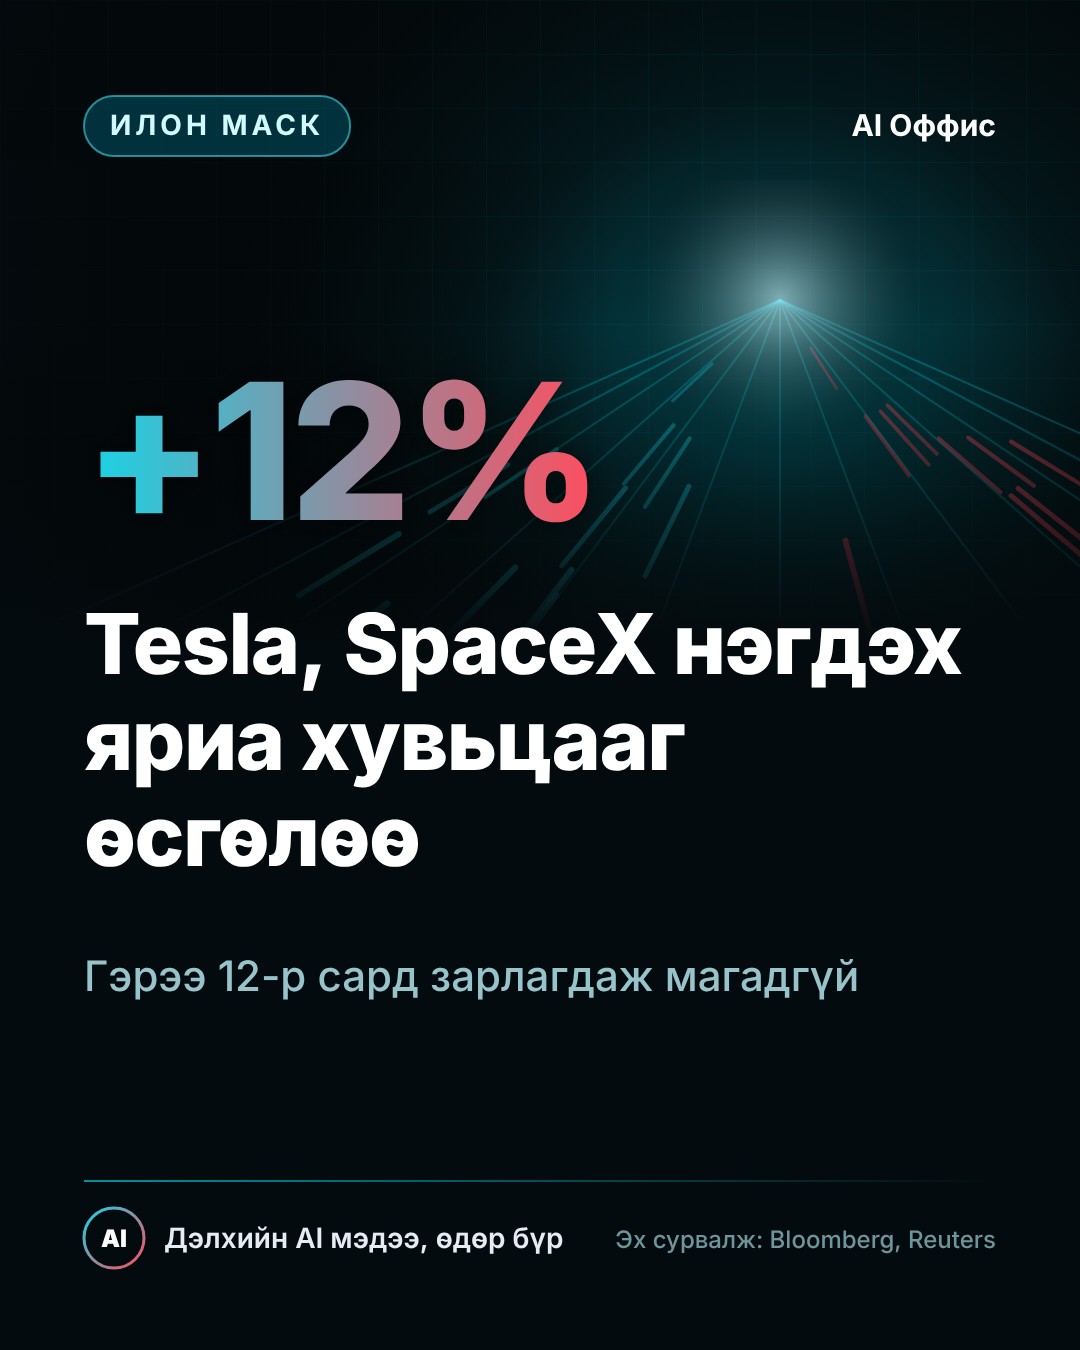 ИЛОН МАСК
AI Оффис
+12%
Tesla, SpaceX нэгдэх
яриа хувьцааг
өсгөлөө
Гэрээ 12-р сард зарлагдаж магадгүй
AI
Дэлхийн AI мэдээ, өдөр бүр
Эх сурвалж: Bloomberg, Reuters